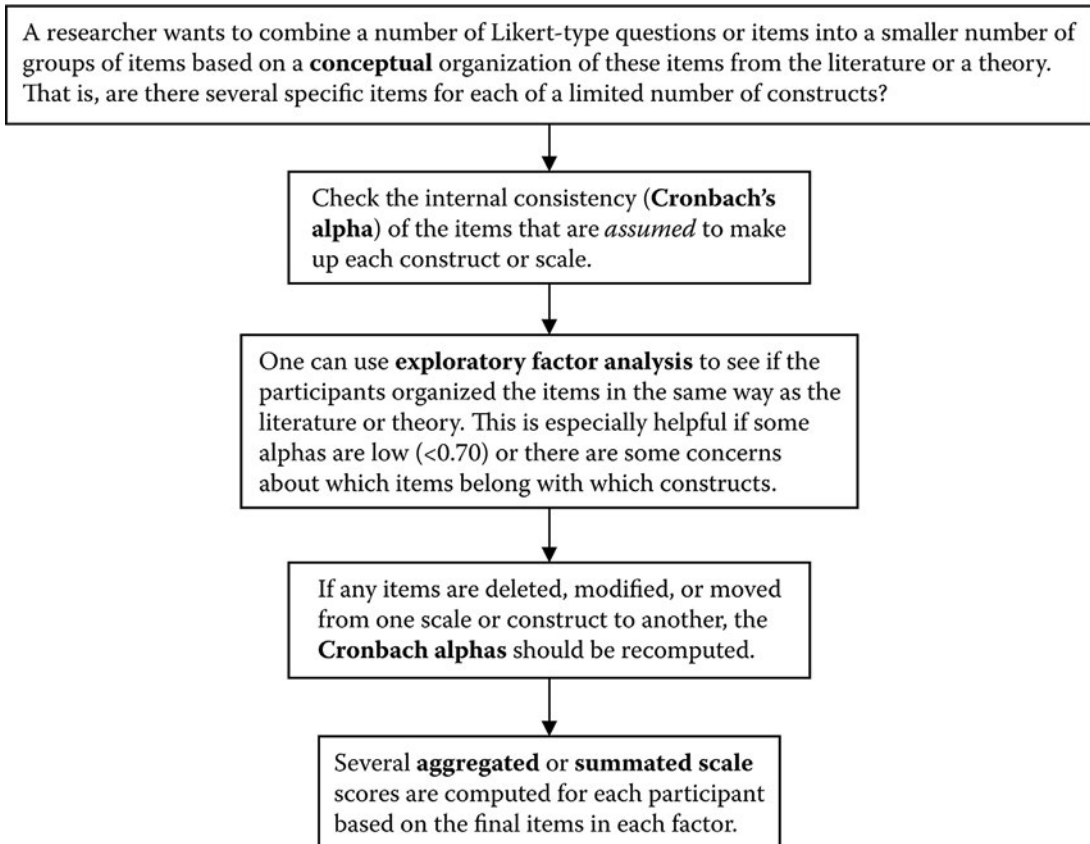 A researcher wants to combine a number of Likert-type questions or items into a smaller number of
groups of items based on a conceptual organization of these items from the literature or a theory.
That is, are there several specific items for each of a limited number of constructs?
Check the internal consistency (Cronbach’s
alpha) of the items that are assumed to make
up each construct or scale.
One can use exploratory factor analysis to see if the
participants organized the items in the same way as the
literature or theory. This is especially helpful if some
alphas are low (<0.70) or there are some concerns
about which items belong with which constructs.
If any items are deleted, modified, or moved
from one scale or construct to another, the
Cronbach alphas should be recomputed.
Several aggregated or summated scale
scores are computed for each participant
based on the final items in each factor.